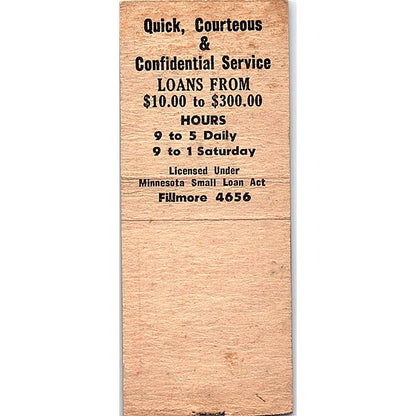 Quick, Courteous
&
Confidential Service
LOANS FROM
$10.00 to $300.00
HOURS
9 to 5 Daily
9 to 1 Saturday
Licensed Under
Minnesota Small Loan Act
Fillmore 4656